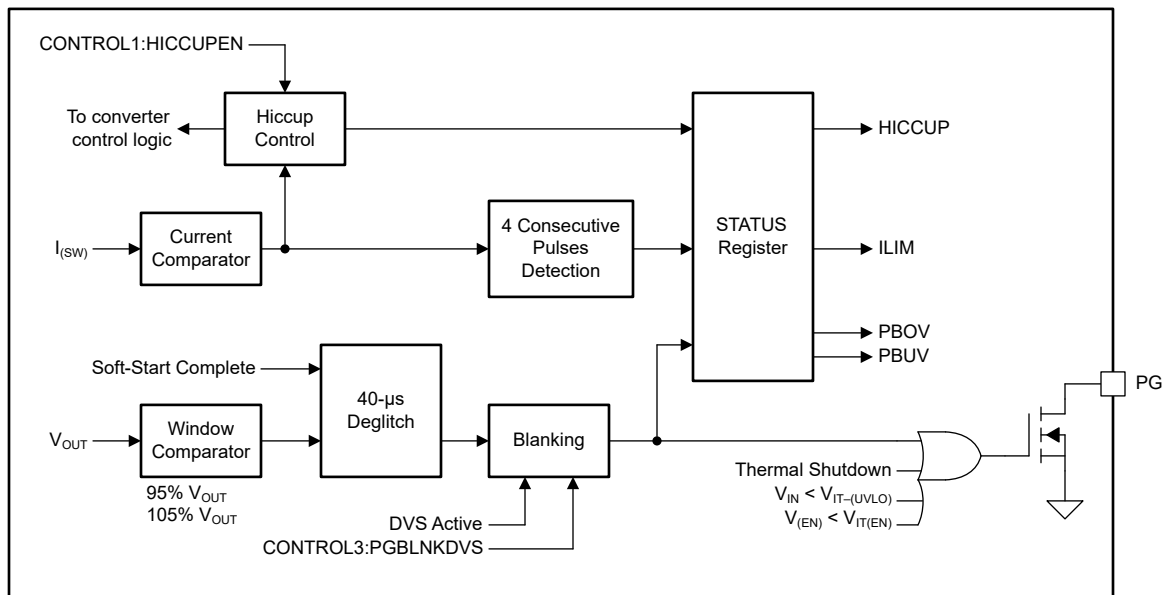 CONTROL1:HICCUPEN
To converter
control logic
Hiccup
Control
HICCUP
I(SW)
Current
Comparator
4 Consecutive
Pulses
Detection
STATUS
Register
ILIM
PBOV
PBUV
Soft-Start Complete
40-µs
Deglitch
PG
VOUT
Window
Comparator
Blanking
95% VOUT
105% VOUT
Thermal Shutdown
VIN < VIT–(UVLO)
V(EN) < VIT(EN)
DVS Active
CONTROL3:PGBLNKDVS